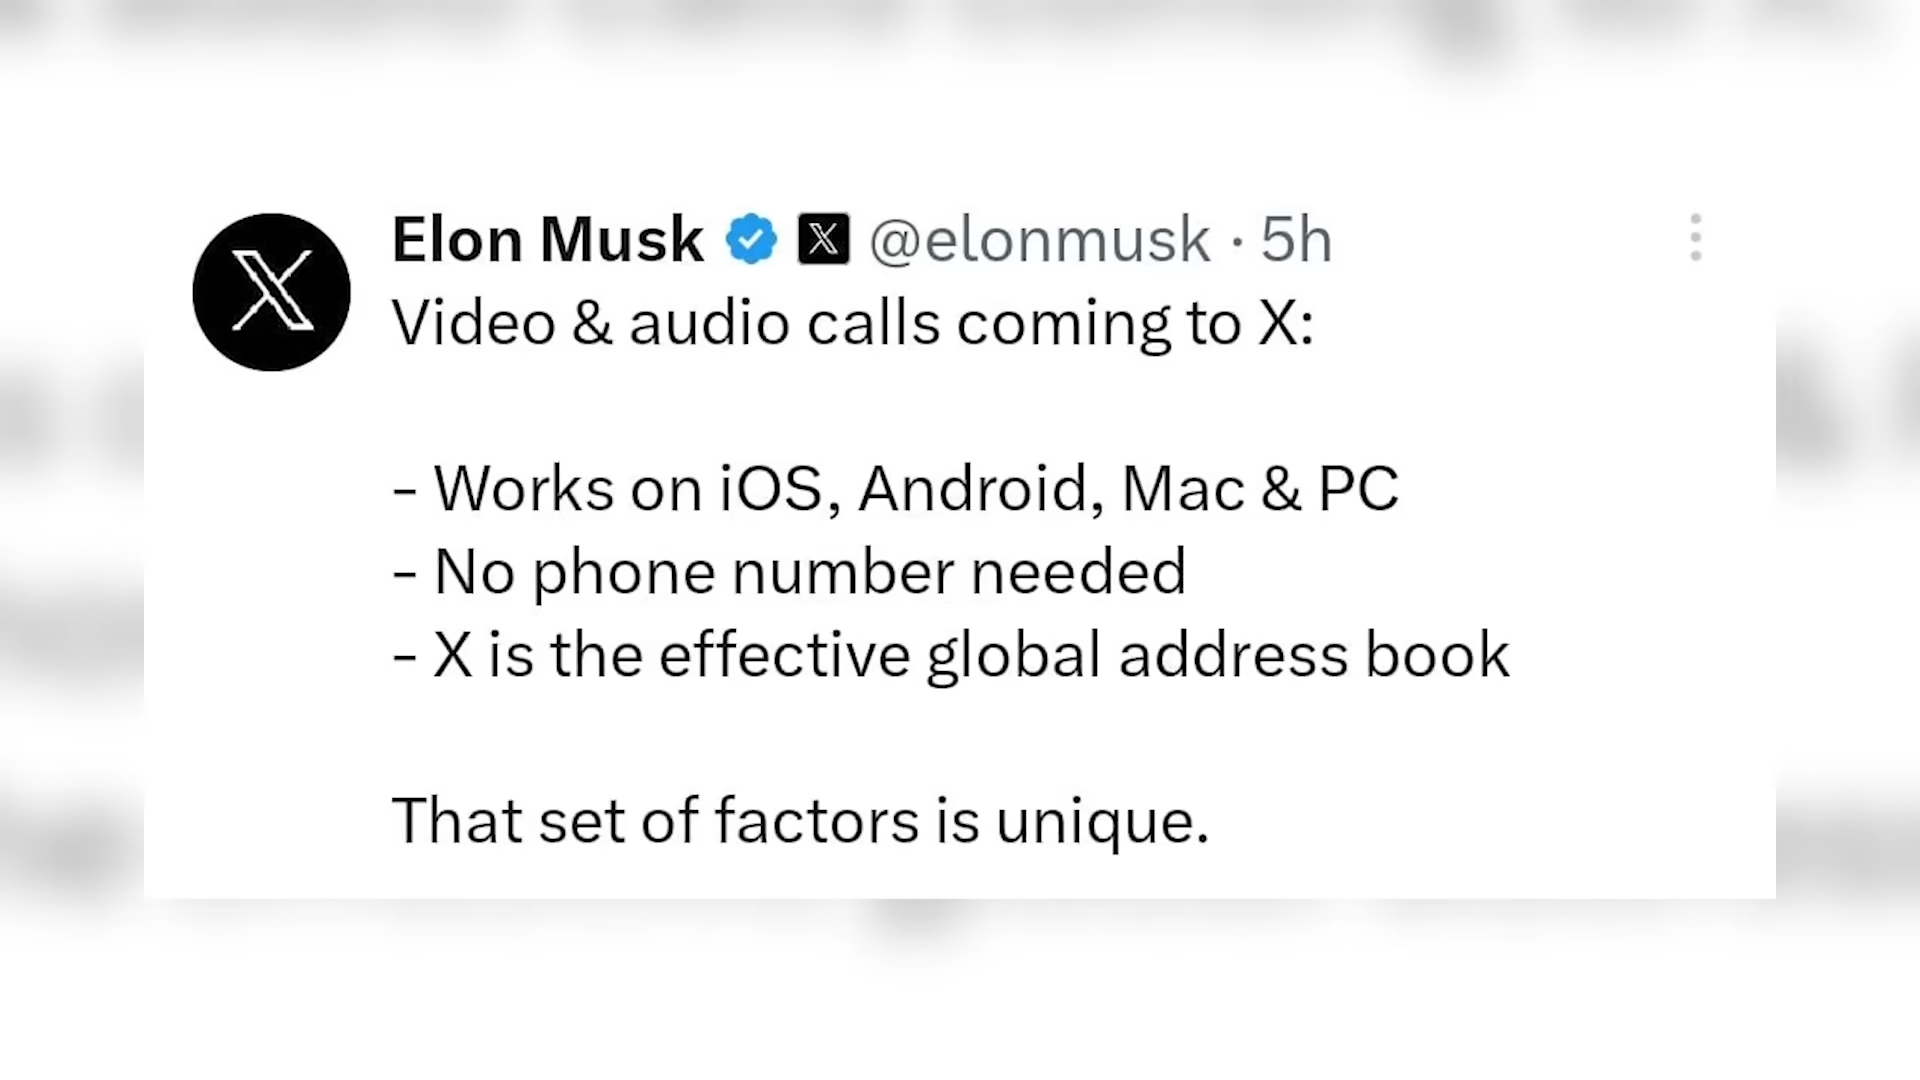 Elon Musk @elonmusk · 5h
Video & audio calls coming to X:
- Works on iOS, Android, Mac & PC
- No phone number needed
- X is the effective global address book
That set of factors is unique.